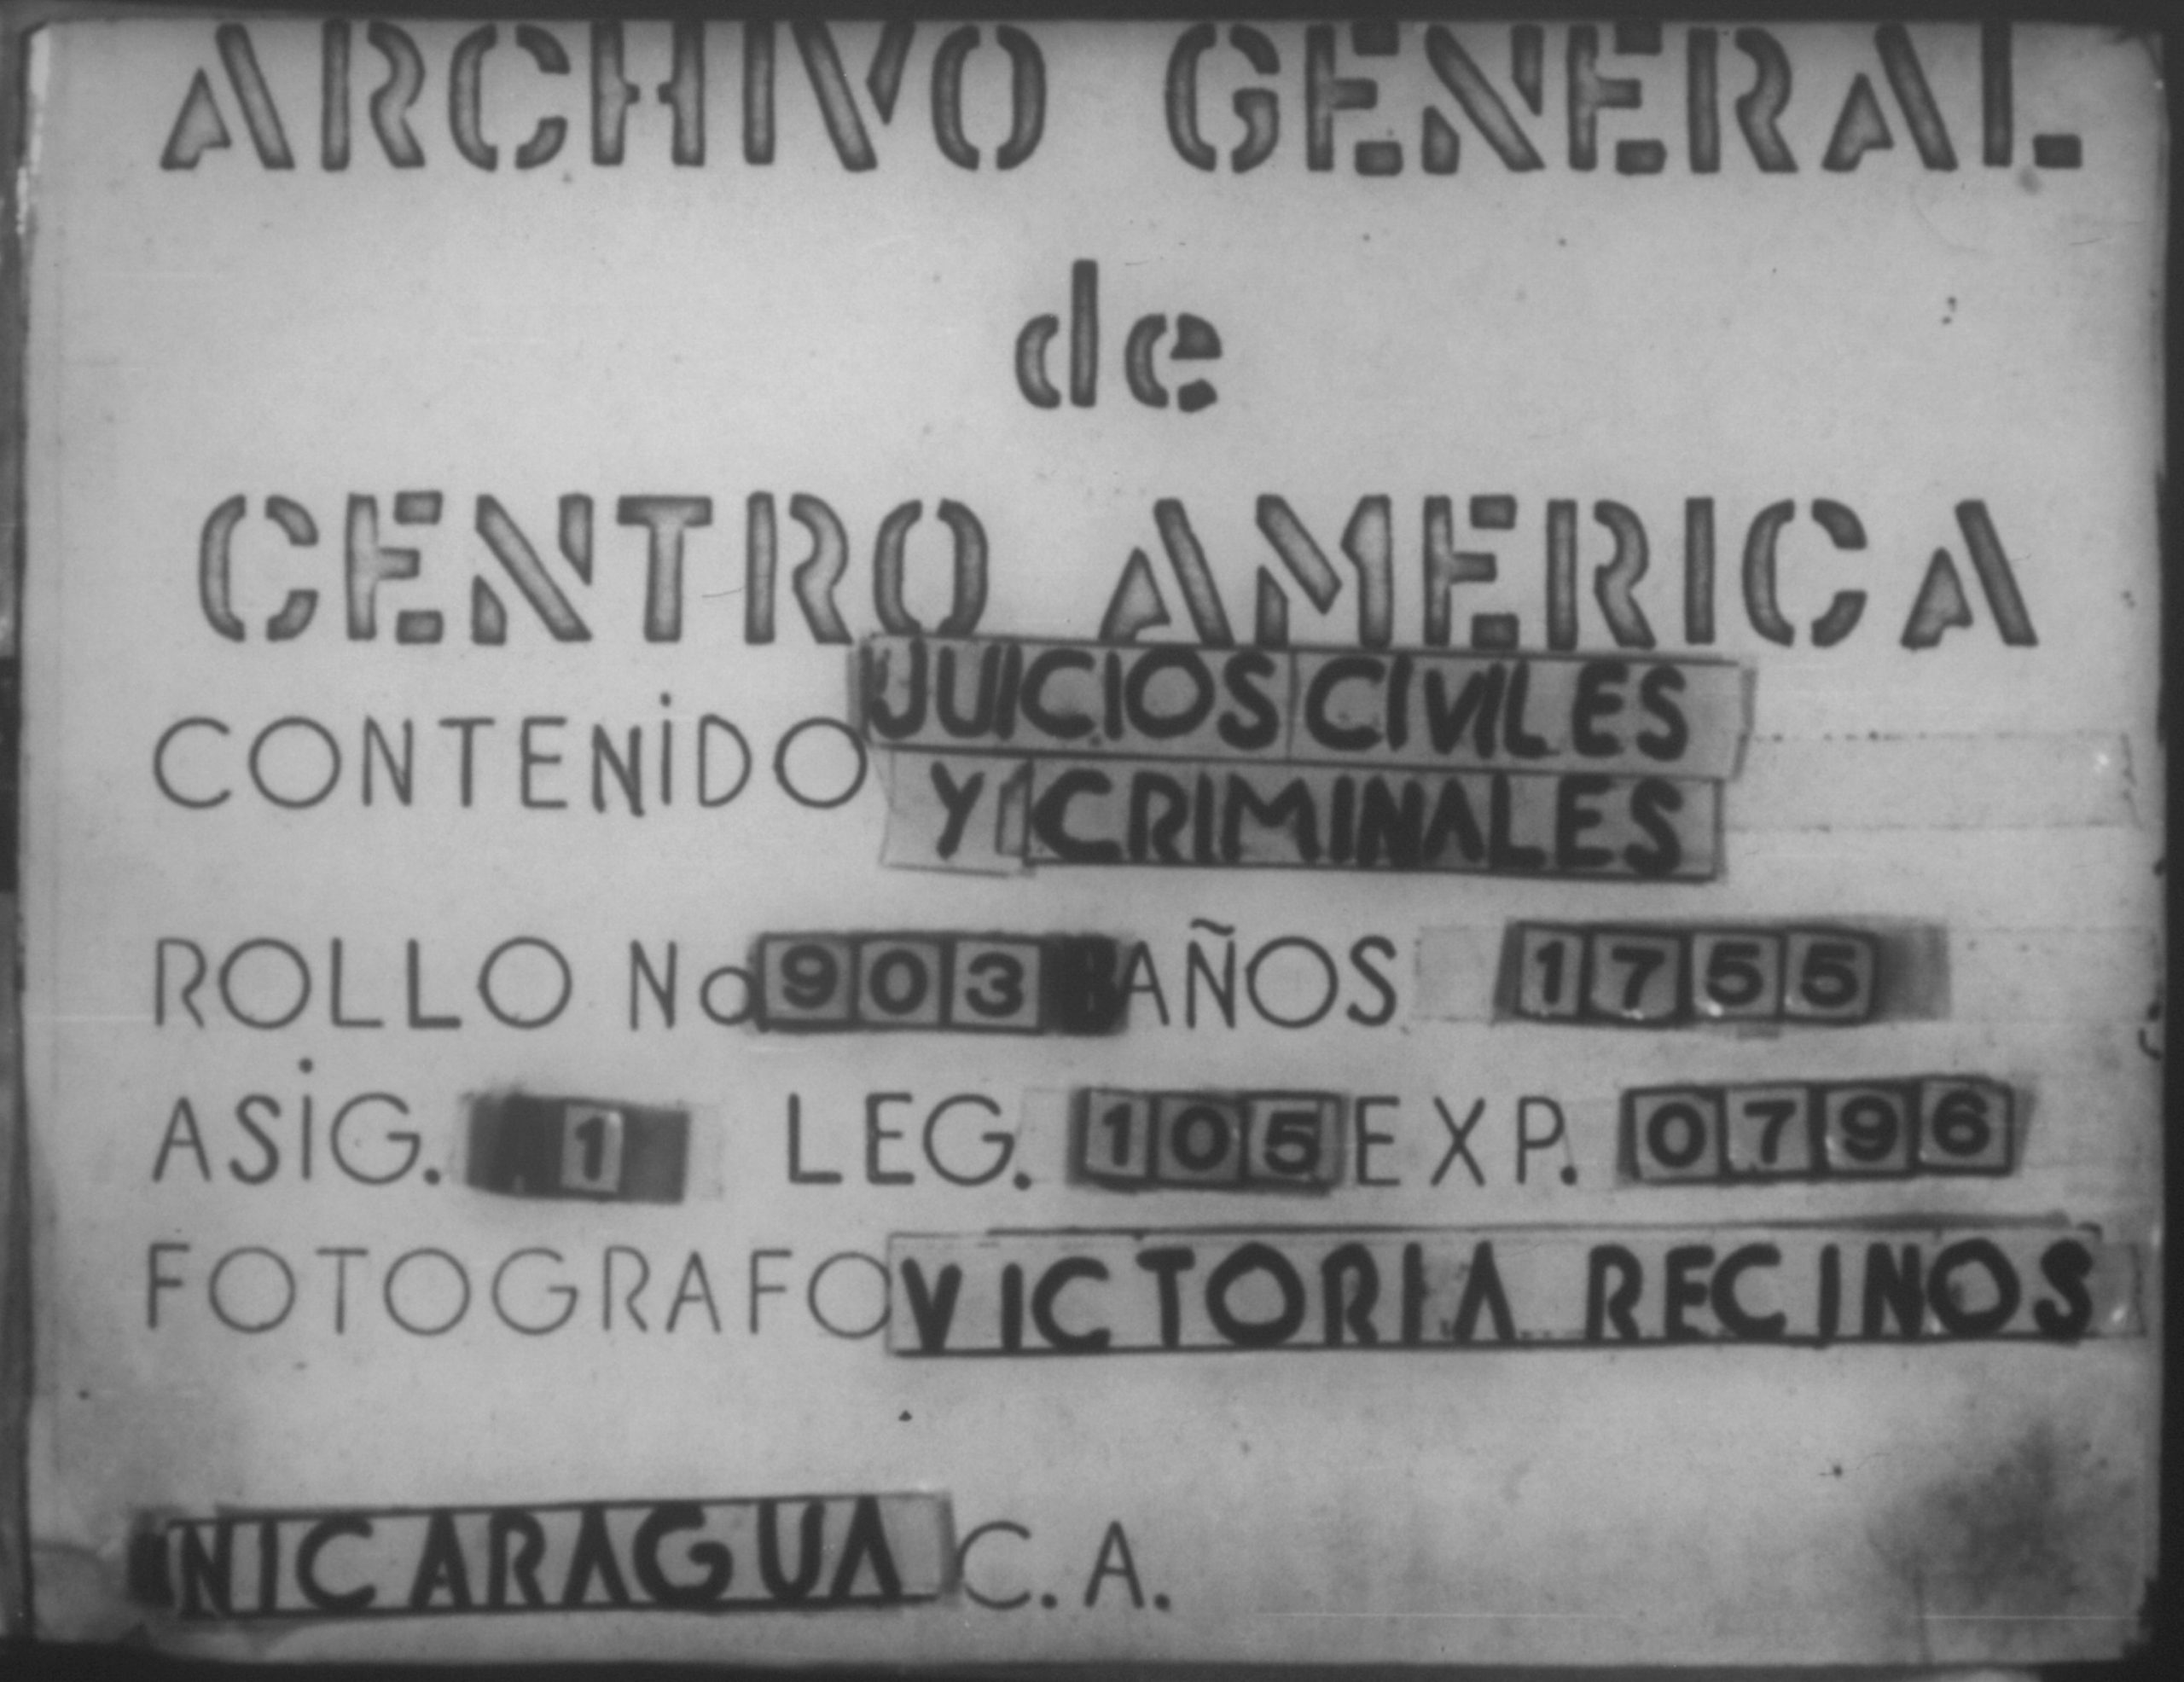 ARCHIVO GENERAL
de
CENTRO AMERICA
CONTENIDO JUICIOS CIVILES
Y CRIMINALES
ROLLO No 903 AÑOS 1755
ASIG. 1 LEG. 105 EXP. 0796
FOTOGRAFO VICTORIA RECINOS
NICARAGUA C. A.